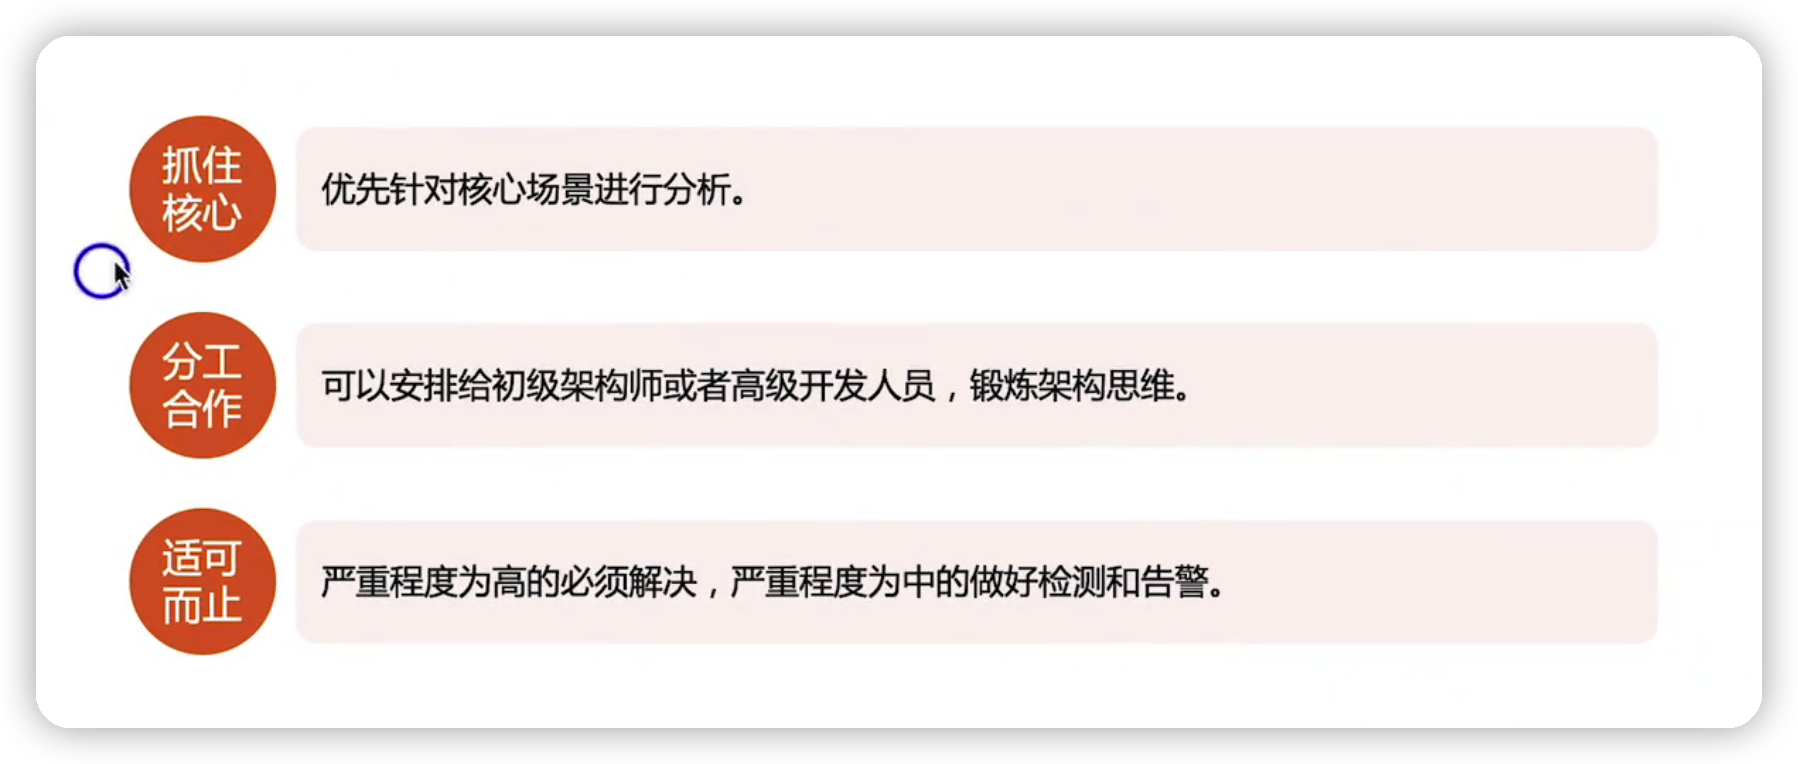 抓住
核心
优先针对核心场景进行分析。
分工
合作
可以安排给初级架构师或者高级开发人员，锻炼架构思维。
适可
而止
严重程度为高的必须解决，严重程度为中的做好检测和告警。